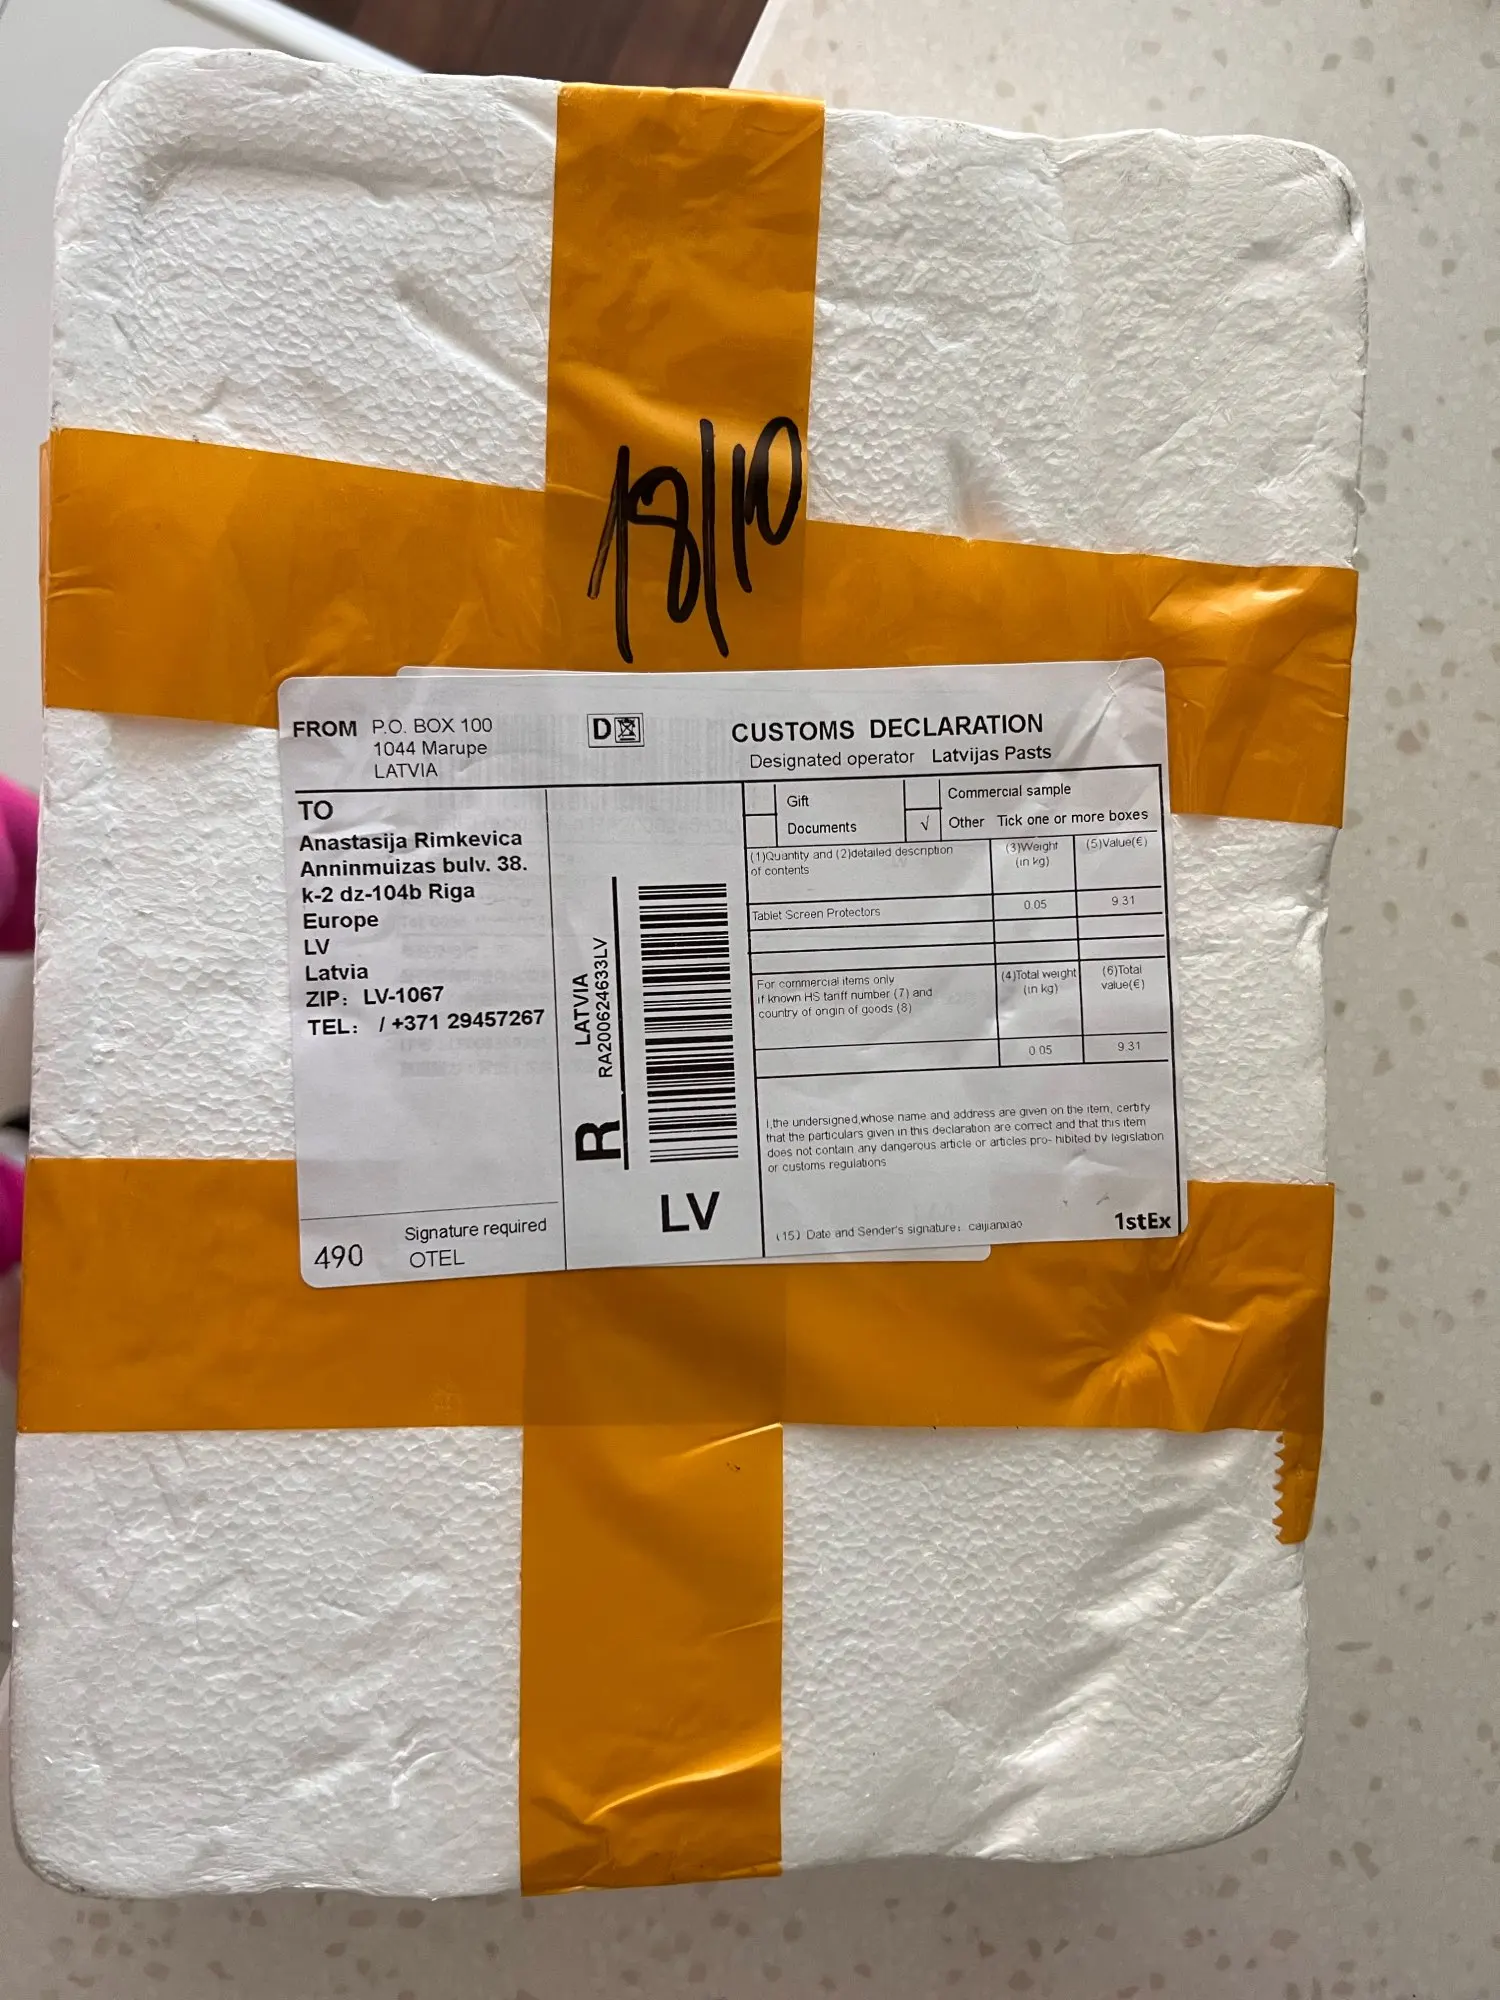 18/10
FROM P.O. BOX 100
1044 Marupe
LATVIA
D
CUSTOMS DECLARATION
Designated operator Latvijas Pasts
TO
Anastasija Rimkevica
Anninmuizas bulv. 38.
k-2 dz-104b Riga
Europe
LV
Latvia
ZIP: LV-1067
TEL: / +371 29457267
Signature required
490 OTEL
LATVIA
RA200624633LV
R
LV
Gift
Commercial sample
Documents
√ Other Tick one or more boxes
(1)Quantity and (2)detailed description
of contents
(3)Weight
(in kg)
(5)Value(€)
Tablet Screen Protectors 0.05 9.31
For commercial items only
if known HS tariff number (7) and
country of origin of goods (8)
(4)Total weight
(in kg)
(6)Total
value(€)
0.05 9.31
I,the undersigned,whose name and address are given on the item, certify
that the particulars given in this declaration are correct and that this item
does not contain any dangerous article or articles pro- hibited by legislation
or customs regulations
(15) Date and Sender's signature: caijianxiao
1stEx